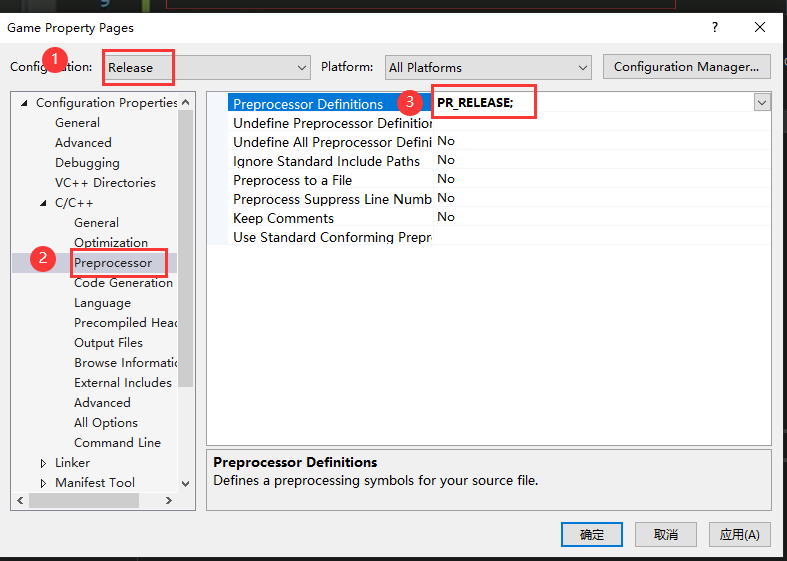 Game Property Pages
?
1
Configuration:
Release
Platform:
All Platforms
Configuration Manager...
Configuration Properties
General
Advanced
Debugging
VC++ Directories
C/C++
General
Optimization
2
Preprocessor
Code Generation
Language
Precompiled Head
Output Files
Browse Informatic
External Includes
Advanced
All Options
Command Line
Linker
Manifest Tool
Preprocessor Definitions
3
PR_RELEASE;
Undefine Preprocessor Definition
Undefine All Preprocessor Defini
No
Ignore Standard Include Paths
No
Preprocess to a File
No
Preprocess Suppress Line Numb
No
Keep Comments
No
Use Standard Conforming Prepr
Preprocessor Definitions
Defines a preprocessing symbols for your source file.
确定
取消
应用(A)